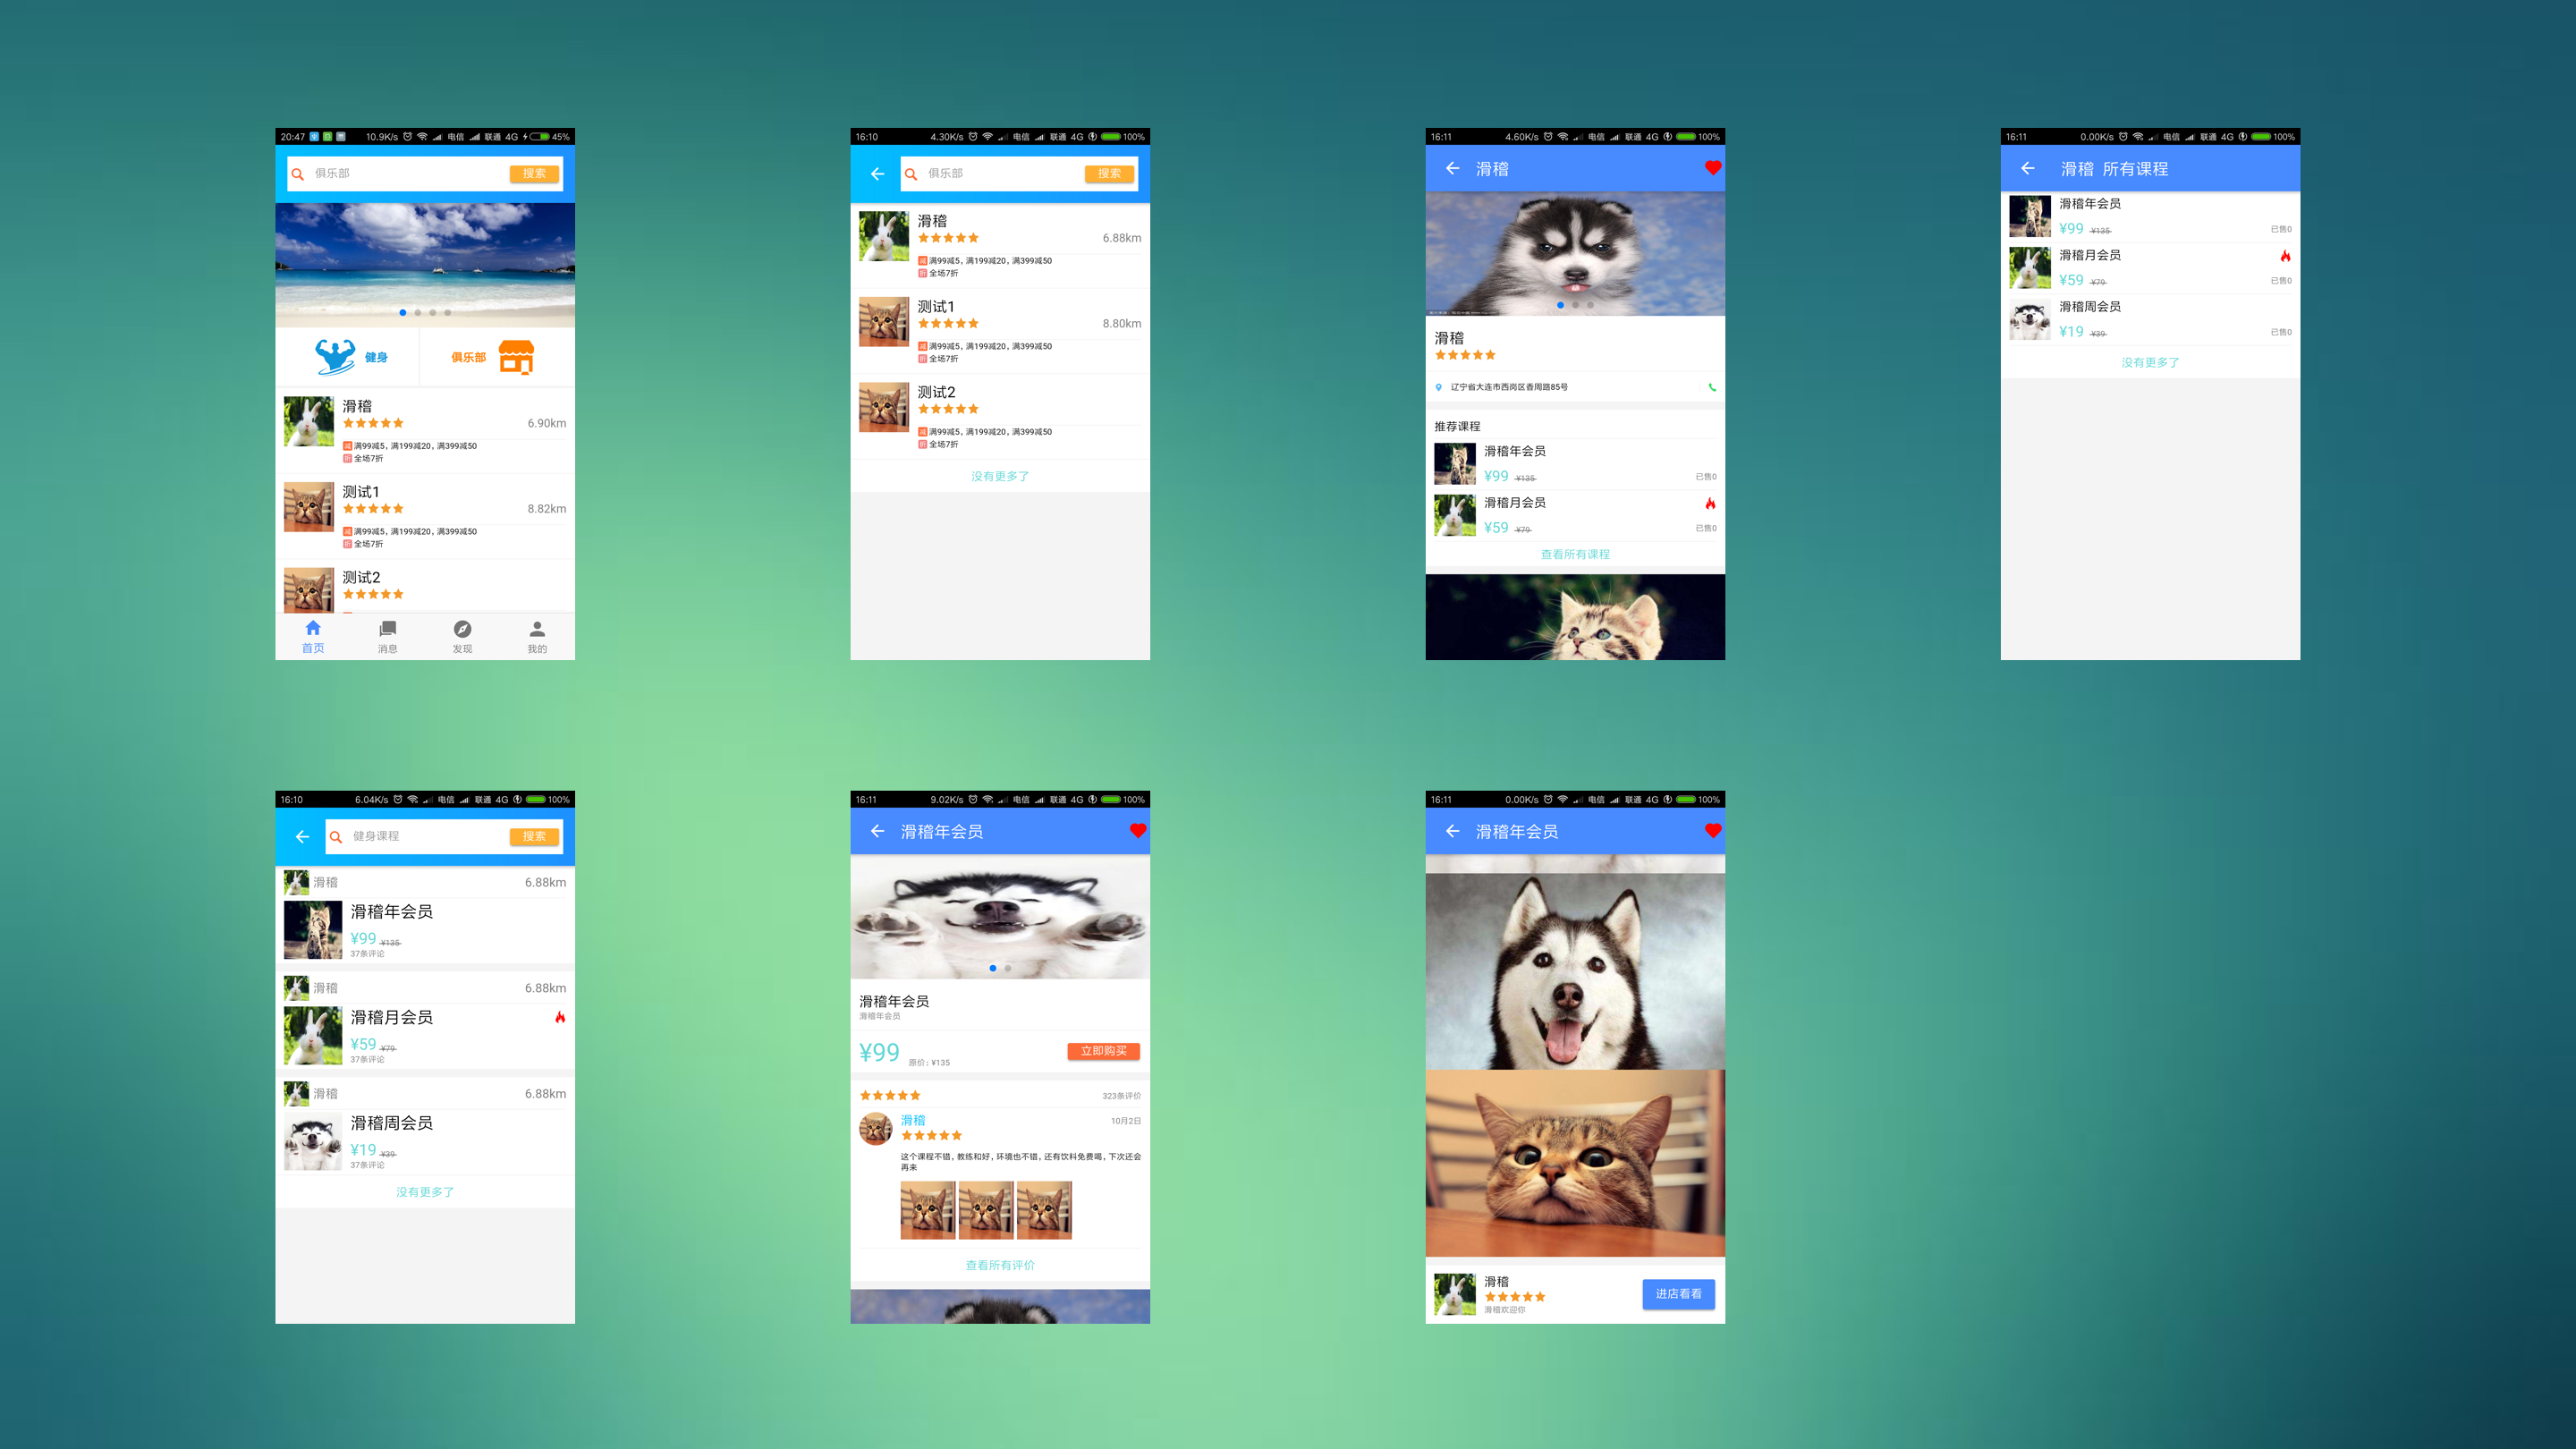 20:47 10.9K/s 电信 联通 4G 45%
俱乐部 搜索
健身 俱乐部
滑稽
6.90km
减 满99减5, 满199减20, 满399减50
折 全场7折
测试1
8.82km
减 满99减5, 满199减20, 满399减50
折 全场7折
测试2
首页 消息 发现 我的
16:10 4.30K/s 电信 联通 4G 100%
俱乐部 搜索
滑稽
6.88km
减 满99减5, 满199减20, 满399减50
折 全场7折
测试1
8.80km
减 满99减5, 满199减20, 满399减50
折 全场7折
测试2
减 满99减5, 满199减20, 满399减50
折 全场7折
没有更多了
16:11 4.60K/s 电信 联通 4G 100%
滑稽
滑稽
辽宁省大连市西岗区香周路85号
推荐课程
滑稽年会员
¥99 ¥135 已售0
滑稽月会员
¥59 ¥79 已售0
查看所有课程
16:11 0.00K/s 电信 联通 4G 100%
滑稽 所有课程
滑稽年会员
¥99 ¥135 已售0
滑稽月会员
¥59 ¥79 已售0
滑稽周会员
¥19 ¥39 已售0
没有更多了
16:10 6.04K/s 电信 联通 4G 100%
健身课程 搜索
滑稽 6.88km
滑稽年会员
¥99 ¥135
37条评论
滑稽 6.88km
滑稽月会员
¥59 ¥79
37条评论
滑稽 6.88km
滑稽周会员
¥19 ¥39
37条评论
没有更多了
16:11 9.02K/s 电信 联通 4G 100%
滑稽年会员
滑稽年会员
滑稽年会员
¥99 原价: ¥135 立即购买
323条评价
滑稽 10月2日
这个课程不错, 教练和好, 环境也不错, 还有饮料免费喝, 下次还会
再来
查看所有评价
16:11 0.00K/s 电信 联通 4G 100%
滑稽年会员
滑稽
滑稽欢迎你
进店看看